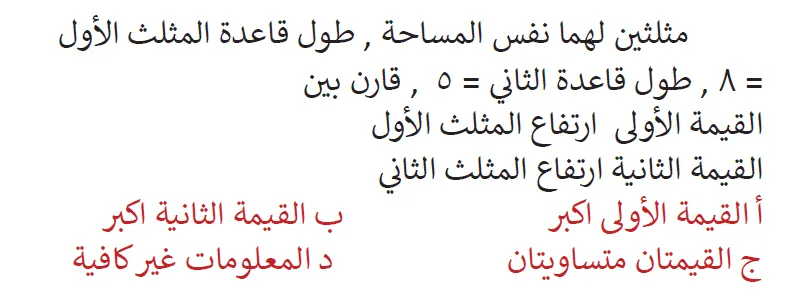 مثلثين لهما نفس المساحة , طول قاعدة المثلث الأول
= ٨ , طول قاعدة الثاني = ٥ , قارن بين
القيمة الأولى ارتفاع المثلث الأول
القيمة الثانية ارتفاع المثلث الثاني
أ القيمة الأولى اكبر ب القيمة الثانية اكبر
ج القيمتان متساويتان د المعلومات غير كافية